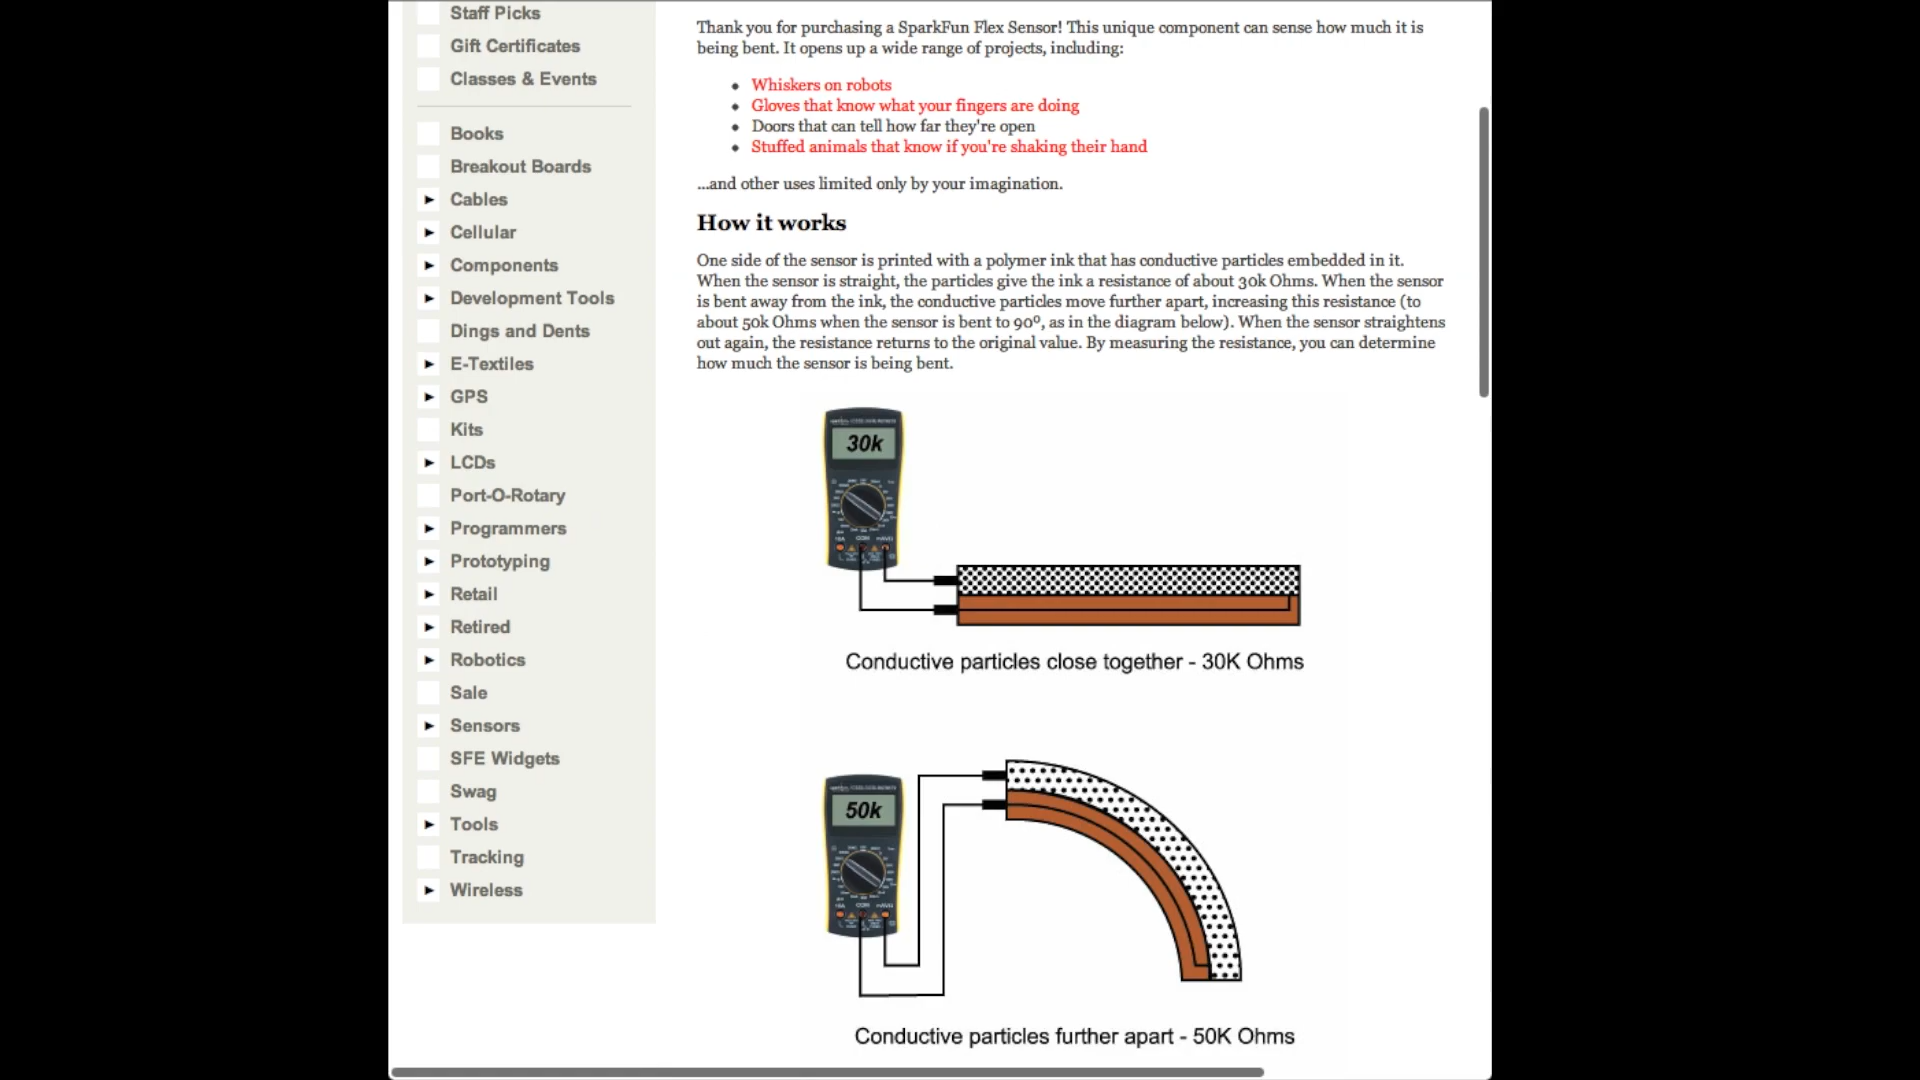 Staff Picks
Gift Certificates
Classes & Events
Books
Breakout Boards
Cables
Cellular
Components
Development Tools
Dings and Dents
E-Textiles
GPS
Kits
LCDs
Port-O-Rotary
Programmers
Prototyping
Retail
Retired
Robotics
Sale
Sensors
SFE Widgets
Swag
Tools
Tracking
Wireless
Thank you for purchasing a SparkFun Flex Sensor! This unique component can sense how much it is
being bent. It opens up a wide range of projects, including:
Whiskers on robots
Gloves that know what your fingers are doing
Doors that can tell how far they're open
Stuffed animals that know if you're shaking their hand
...and other uses limited only by your imagination.
How it works
One side of the sensor is printed with a polymer ink that has conductive particles embedded in it.
When the sensor is straight, the particles give the ink a resistance of about 30k Ohms. When the sensor
is bent away from the ink, the conductive particles move further apart, increasing this resistance (to
about 50k Ohms when the sensor is bent to 90º, as in the diagram below). When the sensor straightens
out again, the resistance returns to the original value. By measuring the resistance, you can determine
how much the sensor is being bent.
30k
Conductive particles close together - 30K Ohms
50k
Conductive particles further apart - 50K Ohms